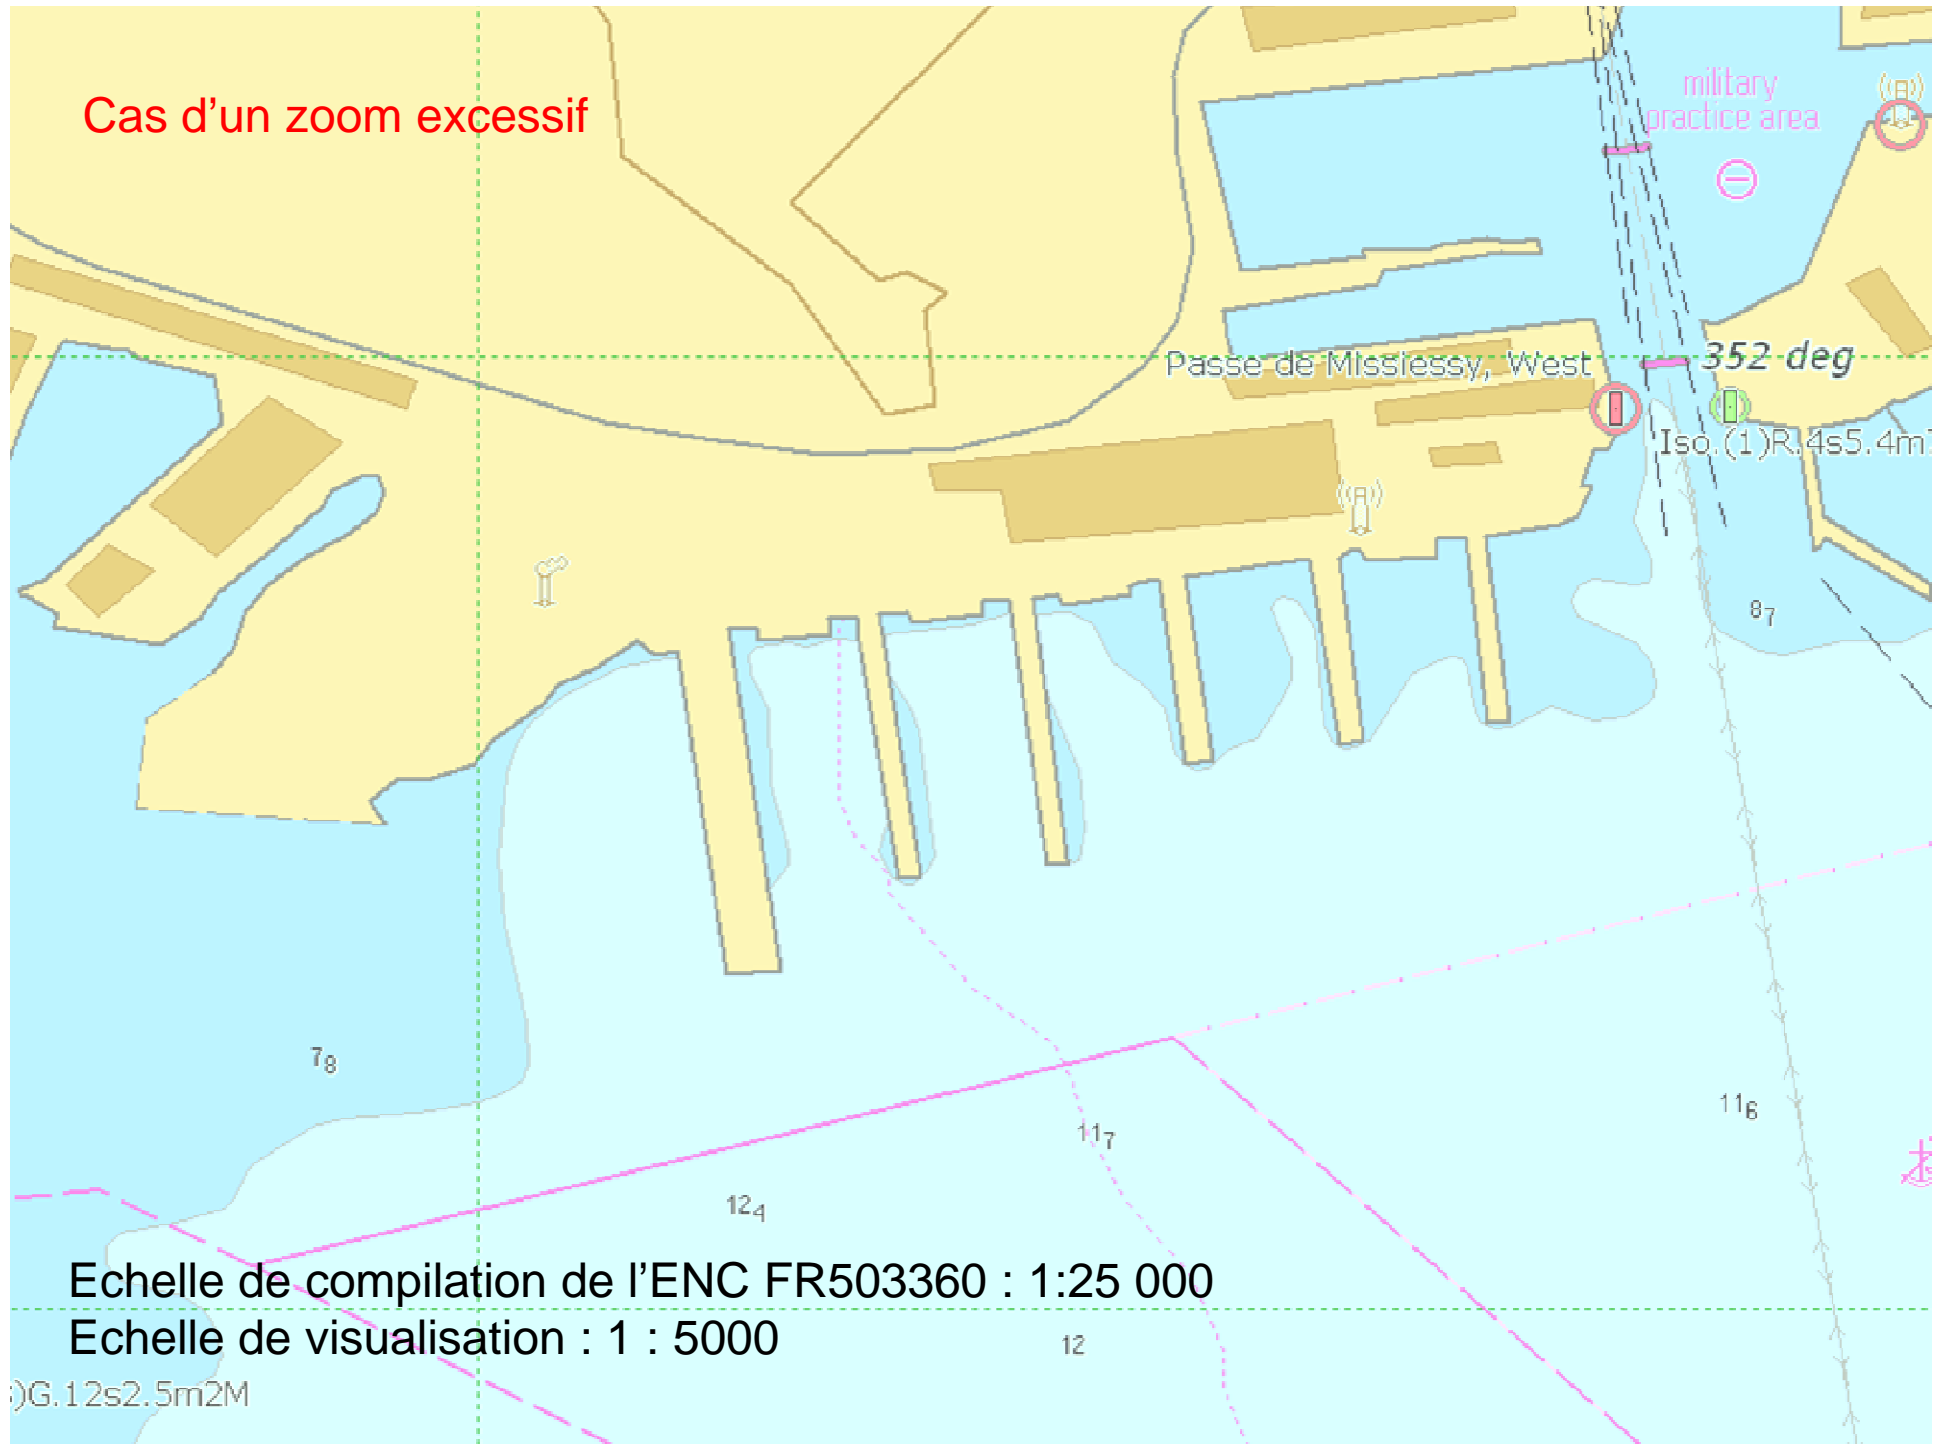 Cas d'un zoom excessif
military
practice area
Passe de Missiessy, West
352 deg
Iso.(1)R.4s5.4m
8₇
7₈
11₆
11₇
12₄
Echelle de compilation de l'ENC FR503360 : 1:25 000
Echelle de visualisation : 1 : 5000
12
)G.12s2.5m2M